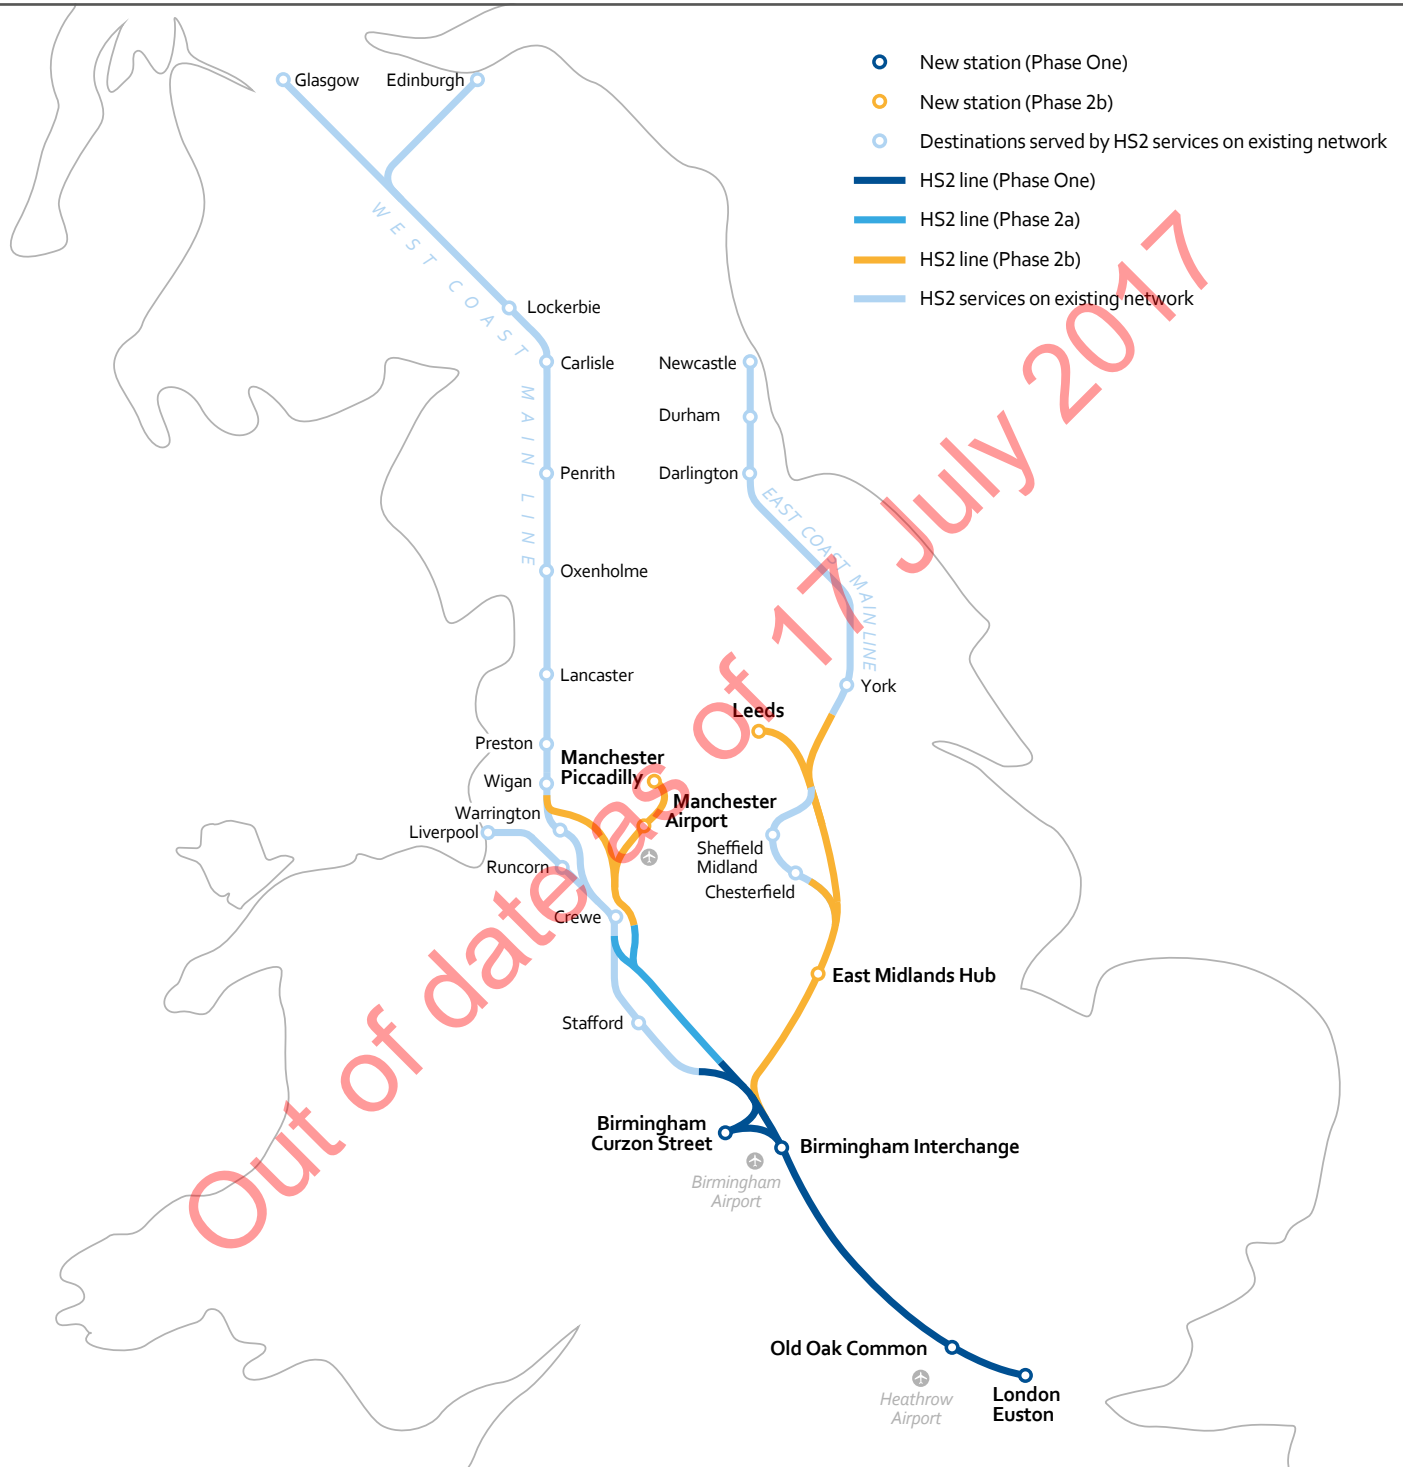 Glasgow
Edinburgh
New station (Phase One)
New station (Phase 2b)
Destinations served by HS2 services on existing network
HS2 line (Phase One)
HS2 line (Phase 2a)
HS2 line (Phase 2b)
HS2 services on existing network
WEST COAST MAIN LINE
Lockerbie
Carlisle
Newcastle
Durham
Penrith
Darlington
EAST COAST MAIN LINE
Oxenholme
Lancaster
York
Leeds
Preston
Manchester
Piccadilly
Wigan
Manchester
Airport
Warrington
Liverpool
Runcorn
Sheffield
Midland
Chesterfield
Crewe
East Midlands Hub
Stafford
Birmingham
Curzon Street
Birmingham Interchange
Birmingham
Airport
Old Oak Common
Heathrow
Airport
London
Euston
Out of date as of 17 July 2017